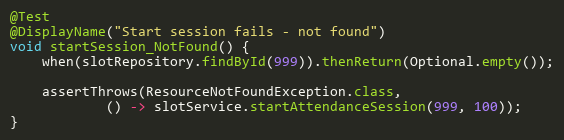 @Test
@DisplayName("Start session fails - not found")
void startSession_NotFound() {
    when(slotRepository.findById(999)).thenReturn(Optional.empty());

    assertThrows(ResourceNotFoundException.class,
            () -> slotService.startAttendanceSession(999, 100));
}